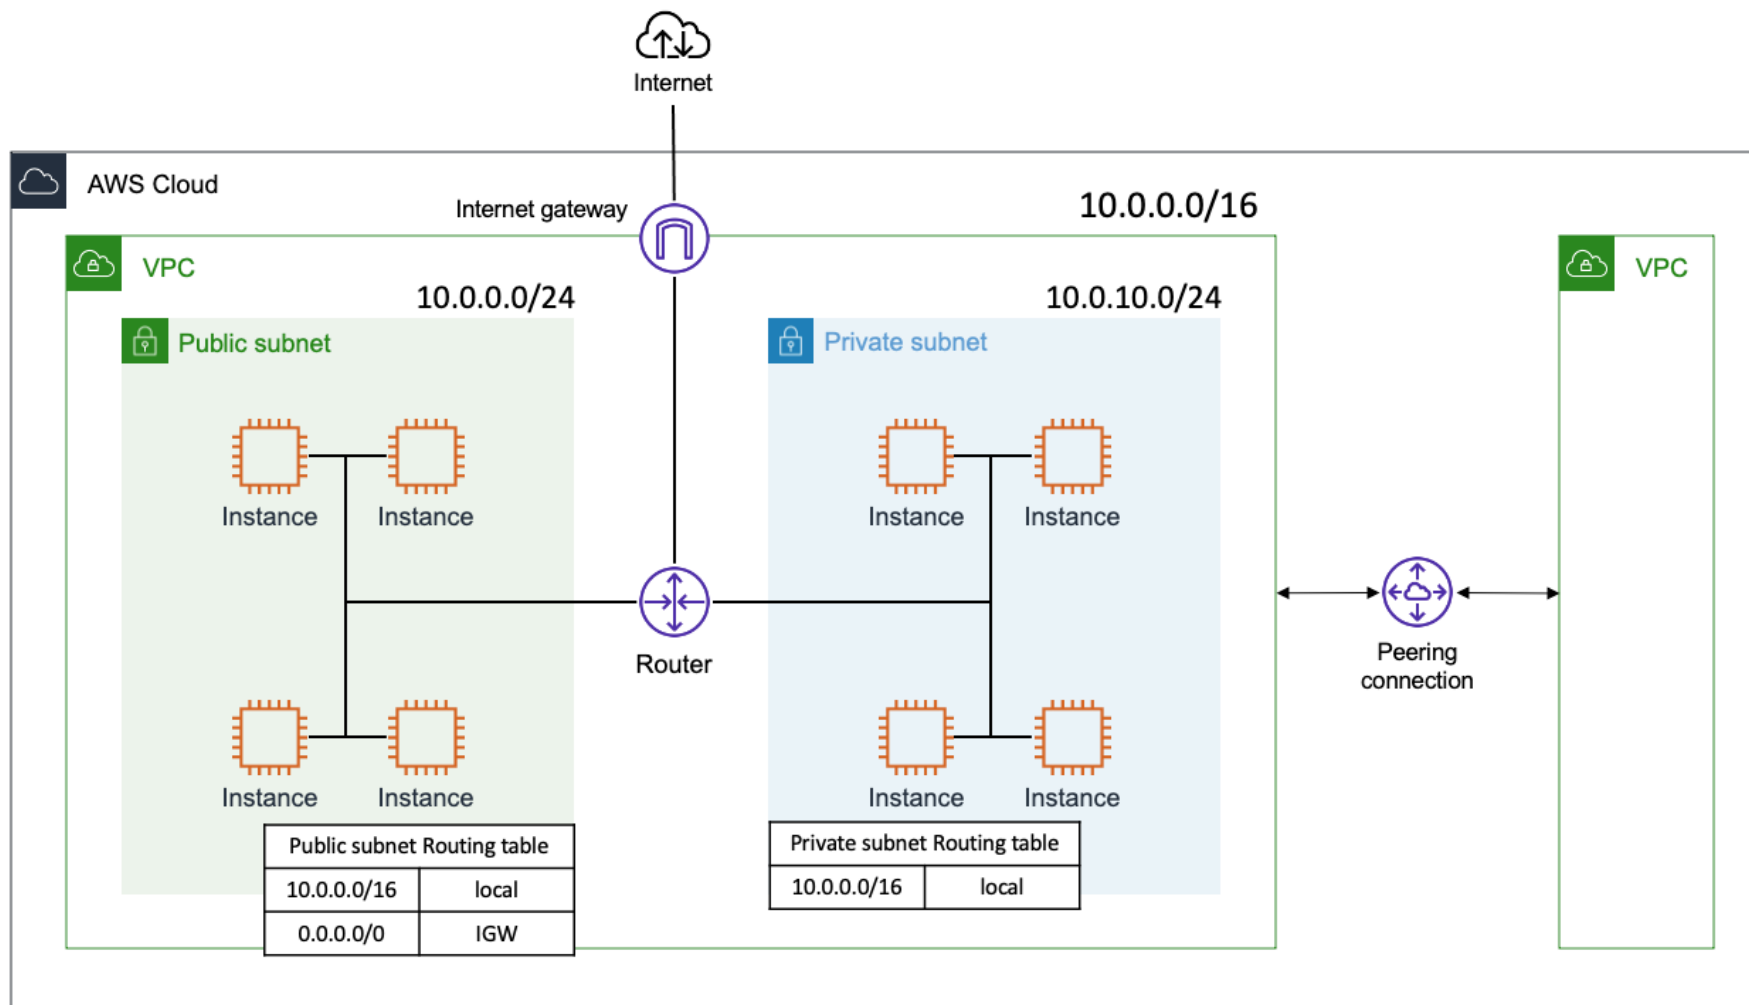 Internet
AWS Cloud
Internet gateway
10.0.0.0/16
VPC
VPC
10.0.0.0/24
10.0.10.0/24
Public subnet
Private subnet
Instance
Instance
Instance
Instance
Router
Peering
connection
Instance
Instance
Instance
Instance
Public subnet Routing table
10.0.0.0/16 local
0.0.0.0/0 IGW
Private subnet Routing table
10.0.0.0/16 local